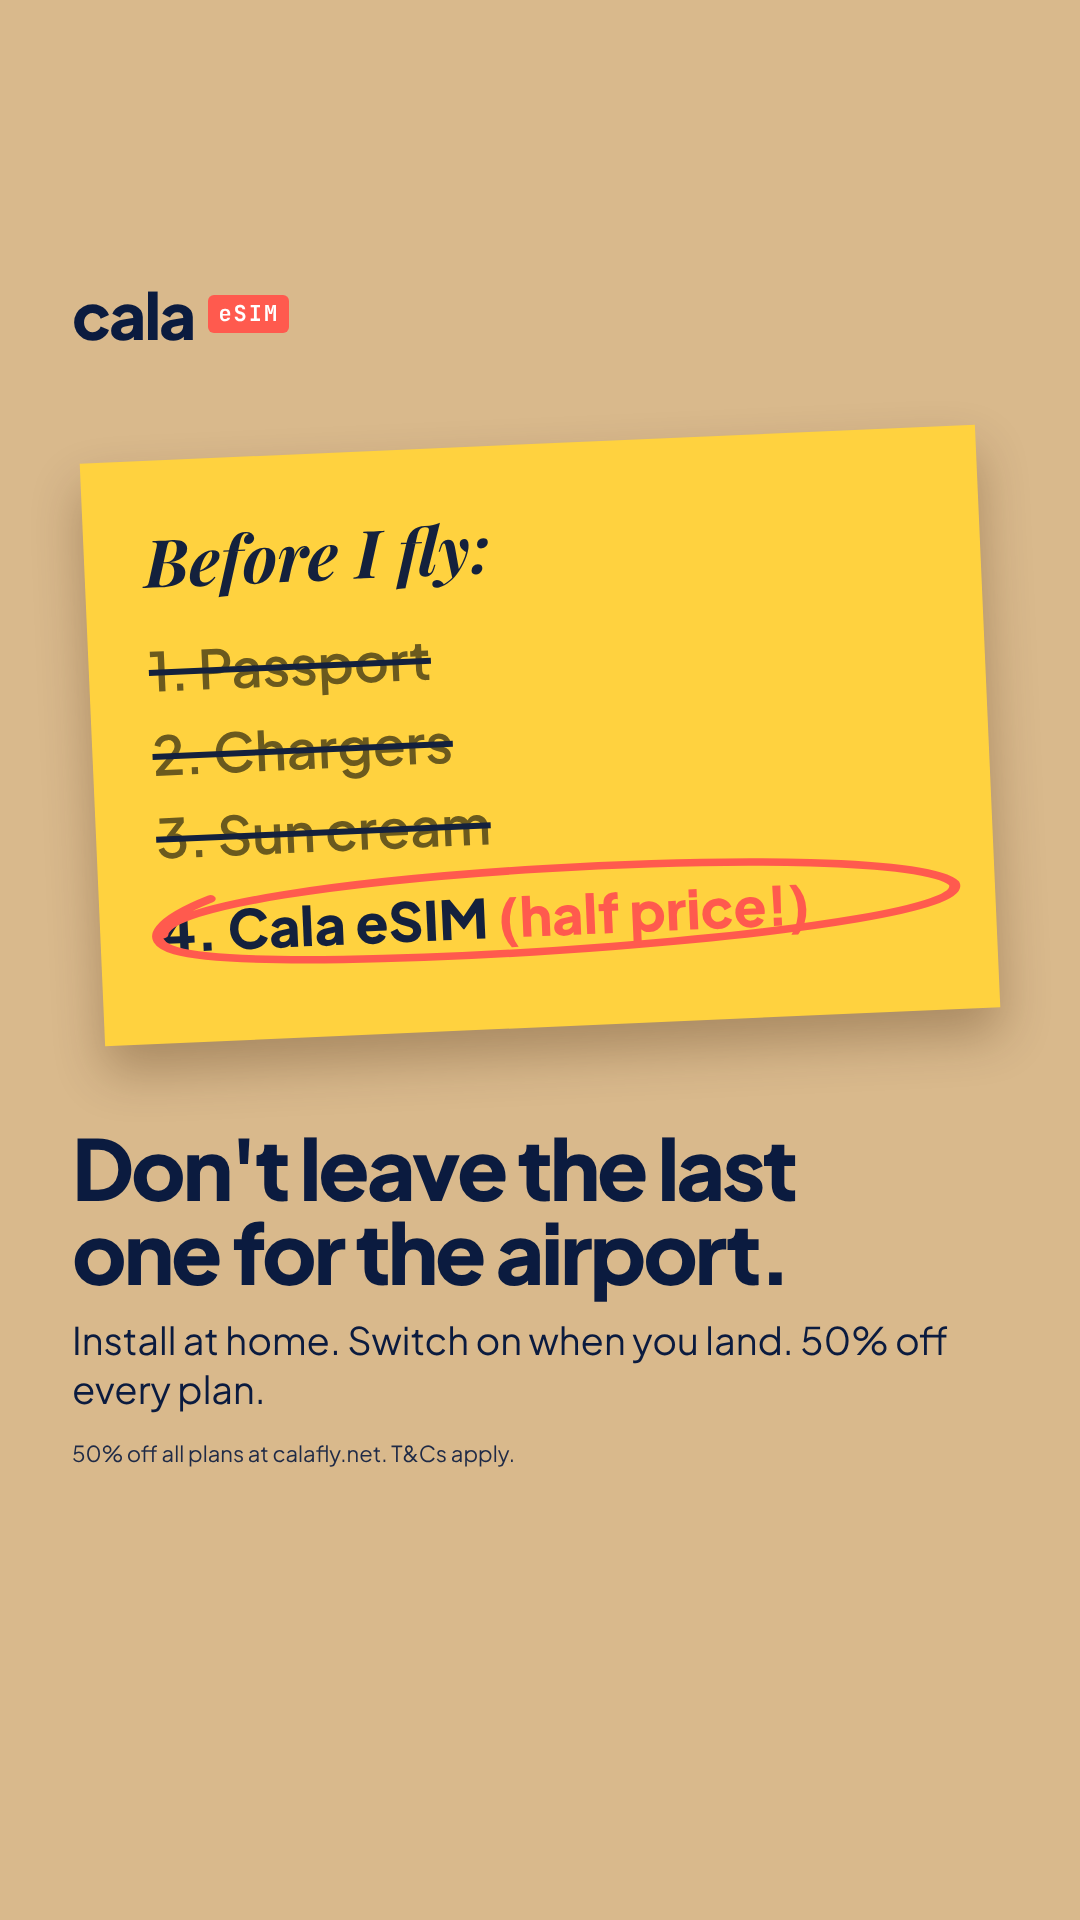 cala eSIM
Before I fly:
1. Passport
2. Chargers
3. Sun cream
4. Cala eSIM (half price!)
Don't leave the last
one for the airport.
Install at home. Switch on when you land. 50% off
every plan.
50% off all plans at calafly.net. T&Cs apply.